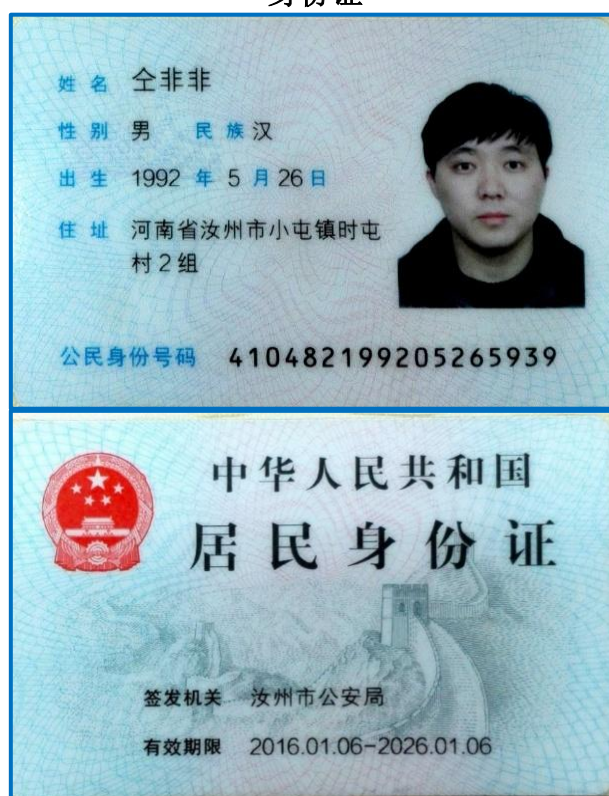 身份证
姓名 仝非非
性别 男 民族 汉
出生 1992 年 5 月 26 日
住址 河南省汝州市小屯镇时屯
村2组
公民身份号码 410482199205265939
中华人民共和国
居民身份证
签发机关 汝州市公安局
有效期限 2016.01.06-2026.01.06